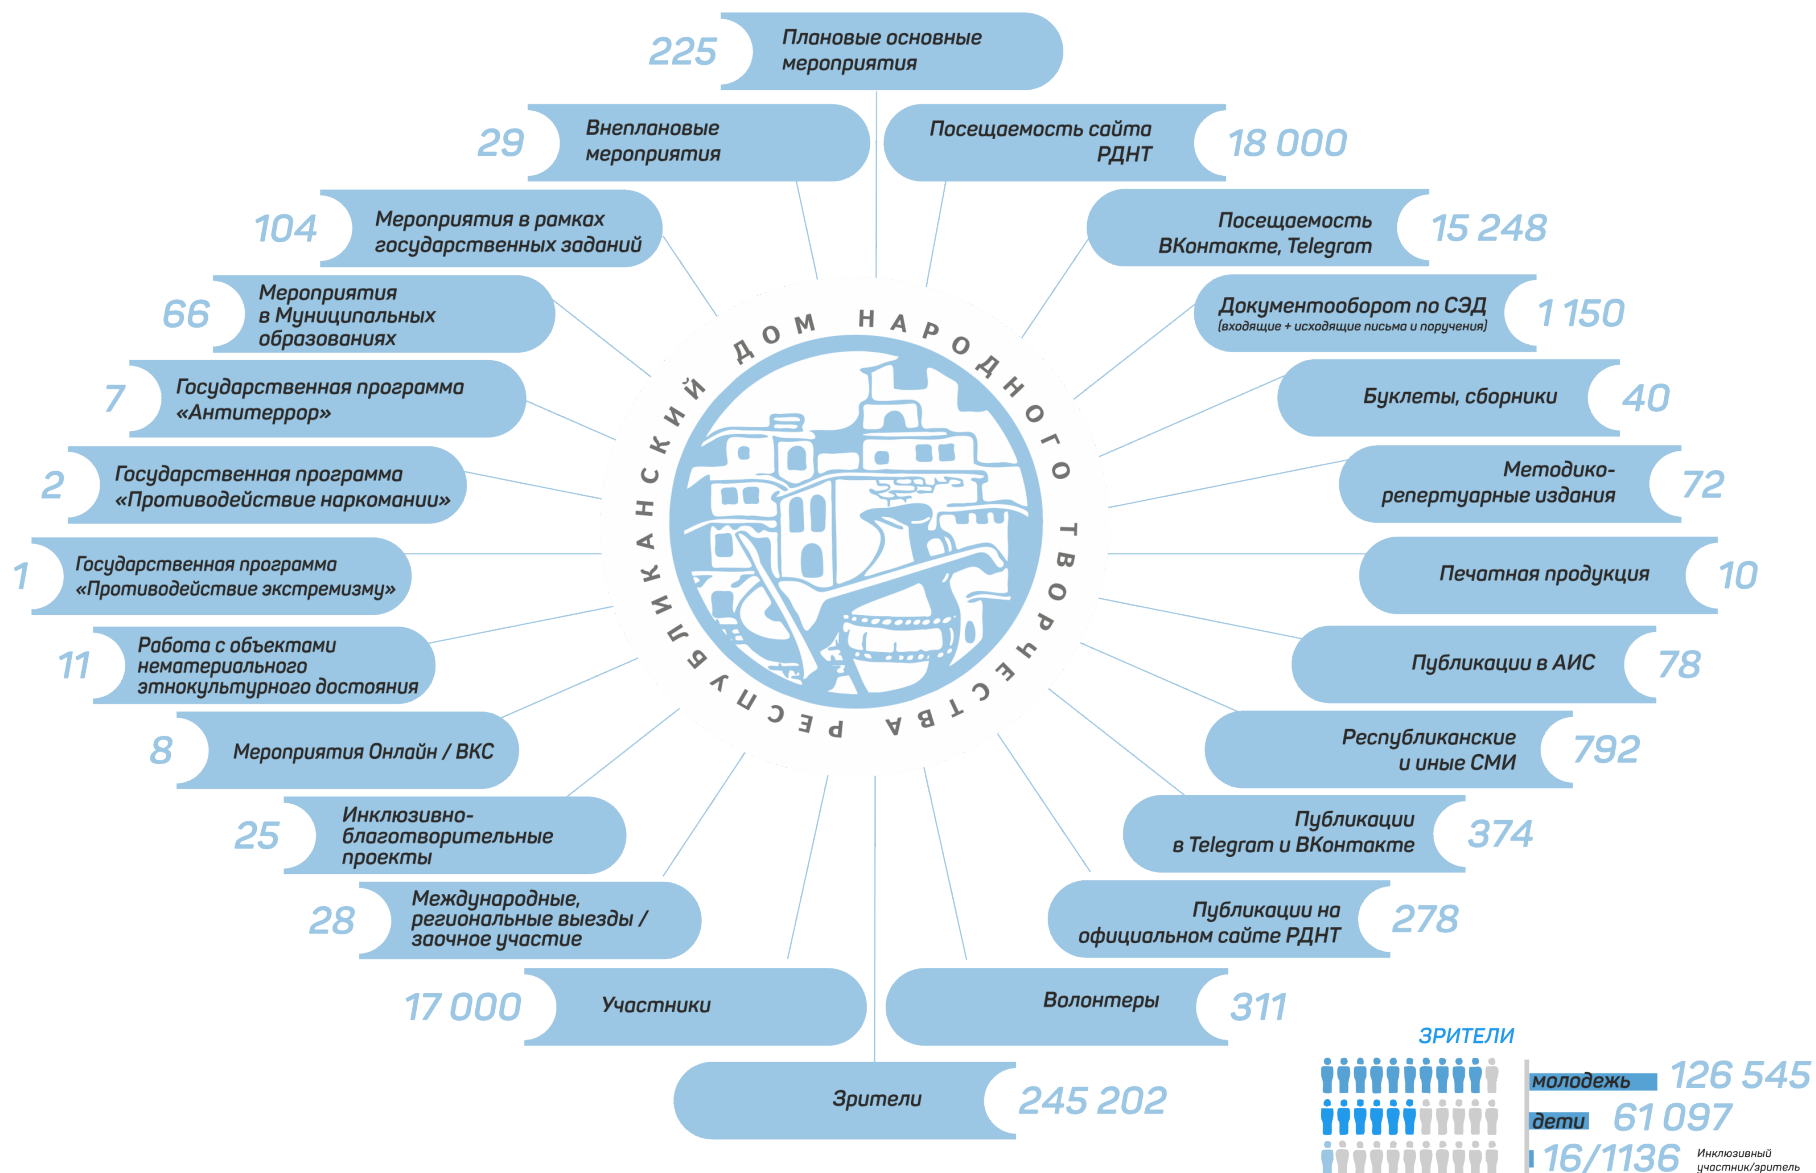 225
Плановые основные
мероприятия
29
Внеплановые
мероприятия
Посещаемость сайта
РДНТ
18 000
104
Мероприятия в рамках
государственных заданий
Посещаемость
ВКонтакте, Telegram
15 248
66
Мероприятия
в Муниципальных
образованиях
Документооборот по СЭД
(входящие + исходящие письма и поручения)
1 150
7
Государственная программа
«Антитеррор»
Буклеты, сборники
40
2
Государственная программа
«Противодействие наркомании»
Методико-
репертуарные издания
72
1
Государственная программа
«Противодействие экстремизму»
Печатная продукция
10
11
Работа с объектами
нематериального
этнокультурного достояния
Публикации в АИС
78
8
Мероприятия Онлайн / ВКС
Республиканские
и иные СМИ
792
25
Инклюзивно-
благотворительные
проекты
Публикации
в Telegram и ВКонтакте
374
28
Международные,
региональные выезды /
заочное участие
Публикации на
официальном сайте РДНТ
278
17 000
Участники
Волонтеры
311
Зрители
245 202
РЕСПУБЛИКАНСКИЙ ДОМ НАРОДНОГО ТВОРЧЕСТВА
ЗРИТЕЛИ
молодежь 126 545
дети 61 097
16/1136 Инклюзивный
участник/зритель